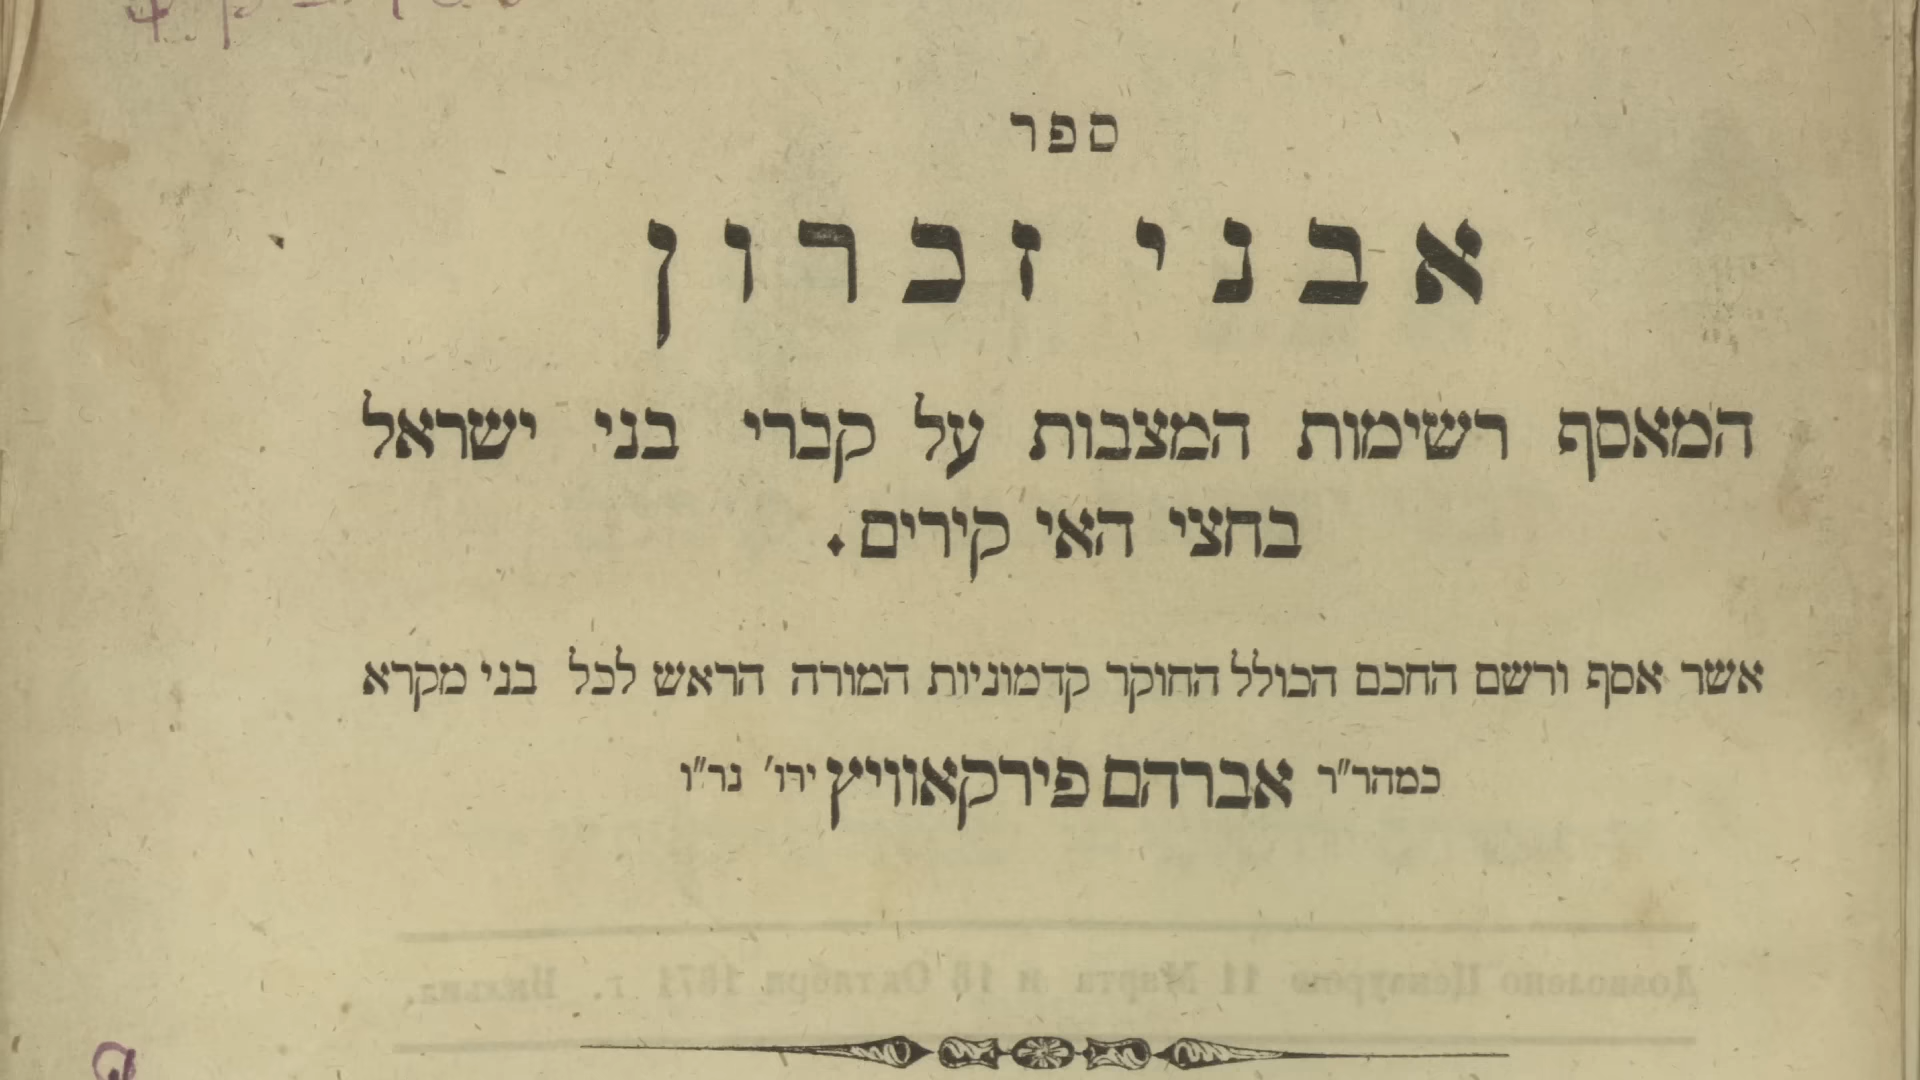 ספר
אבני זכרון
המאסף רשימות המצבות על קברי בני ישראל
בחצי האי קירים.
אשר אסף ורשם החכם הכולל החוקר קדמוניות המורה הראש לכל בני מקרא
כמהר״ר אברהם פירקאוויץ ירו׳ נר״ו
Дозволено Цензурою 11 Марта и 18 Октября 1871 г. Вильна.